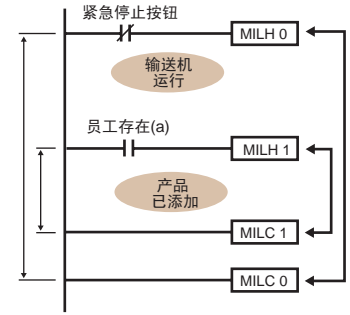 紧急停止按钮
MILH 0
输送机
运行
员工存在(a)
MILH 1
产品
已添加
MILC 1
MILC 0